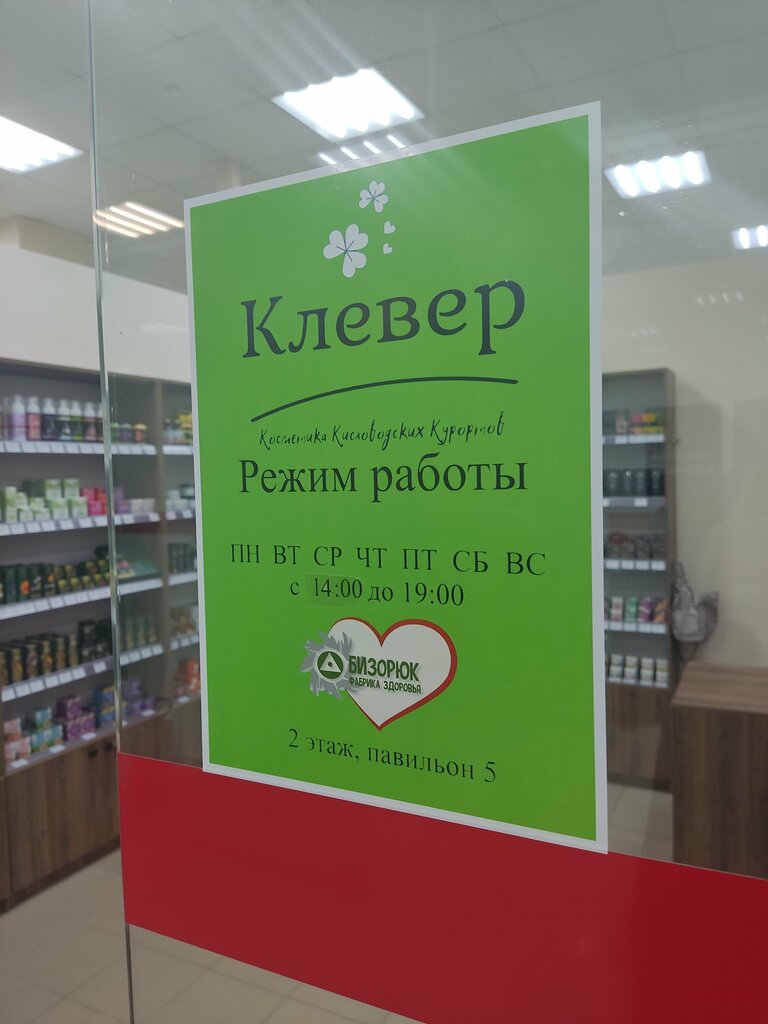 Клевер
Косметика Кисловодских Курортов
Режим работы
ПН ВТ СР ЧТ ПТ СБ ВС
с 14:00 до 19:00
БИЗОРЮК
ФАБРИКА ЗДОРОВЬЯ
2 этаж, павильон 5